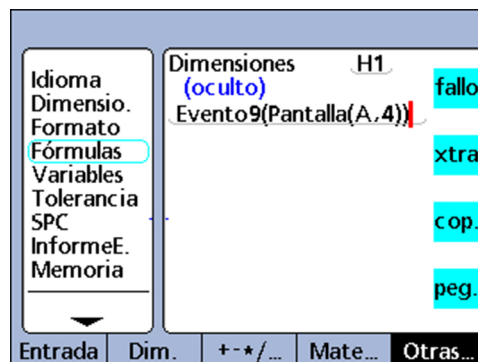 Idioma
Dimensio.
Formato
Fórmulas
Variables
Tolerancia
SPC
InformeE.
Memoria
Dimensiones H1
(oculto)
Evento9(Pantalla(A,4))
fallo
xtra
cop.
peg.
Entrada Dim. +-*/... Mate... Otras...